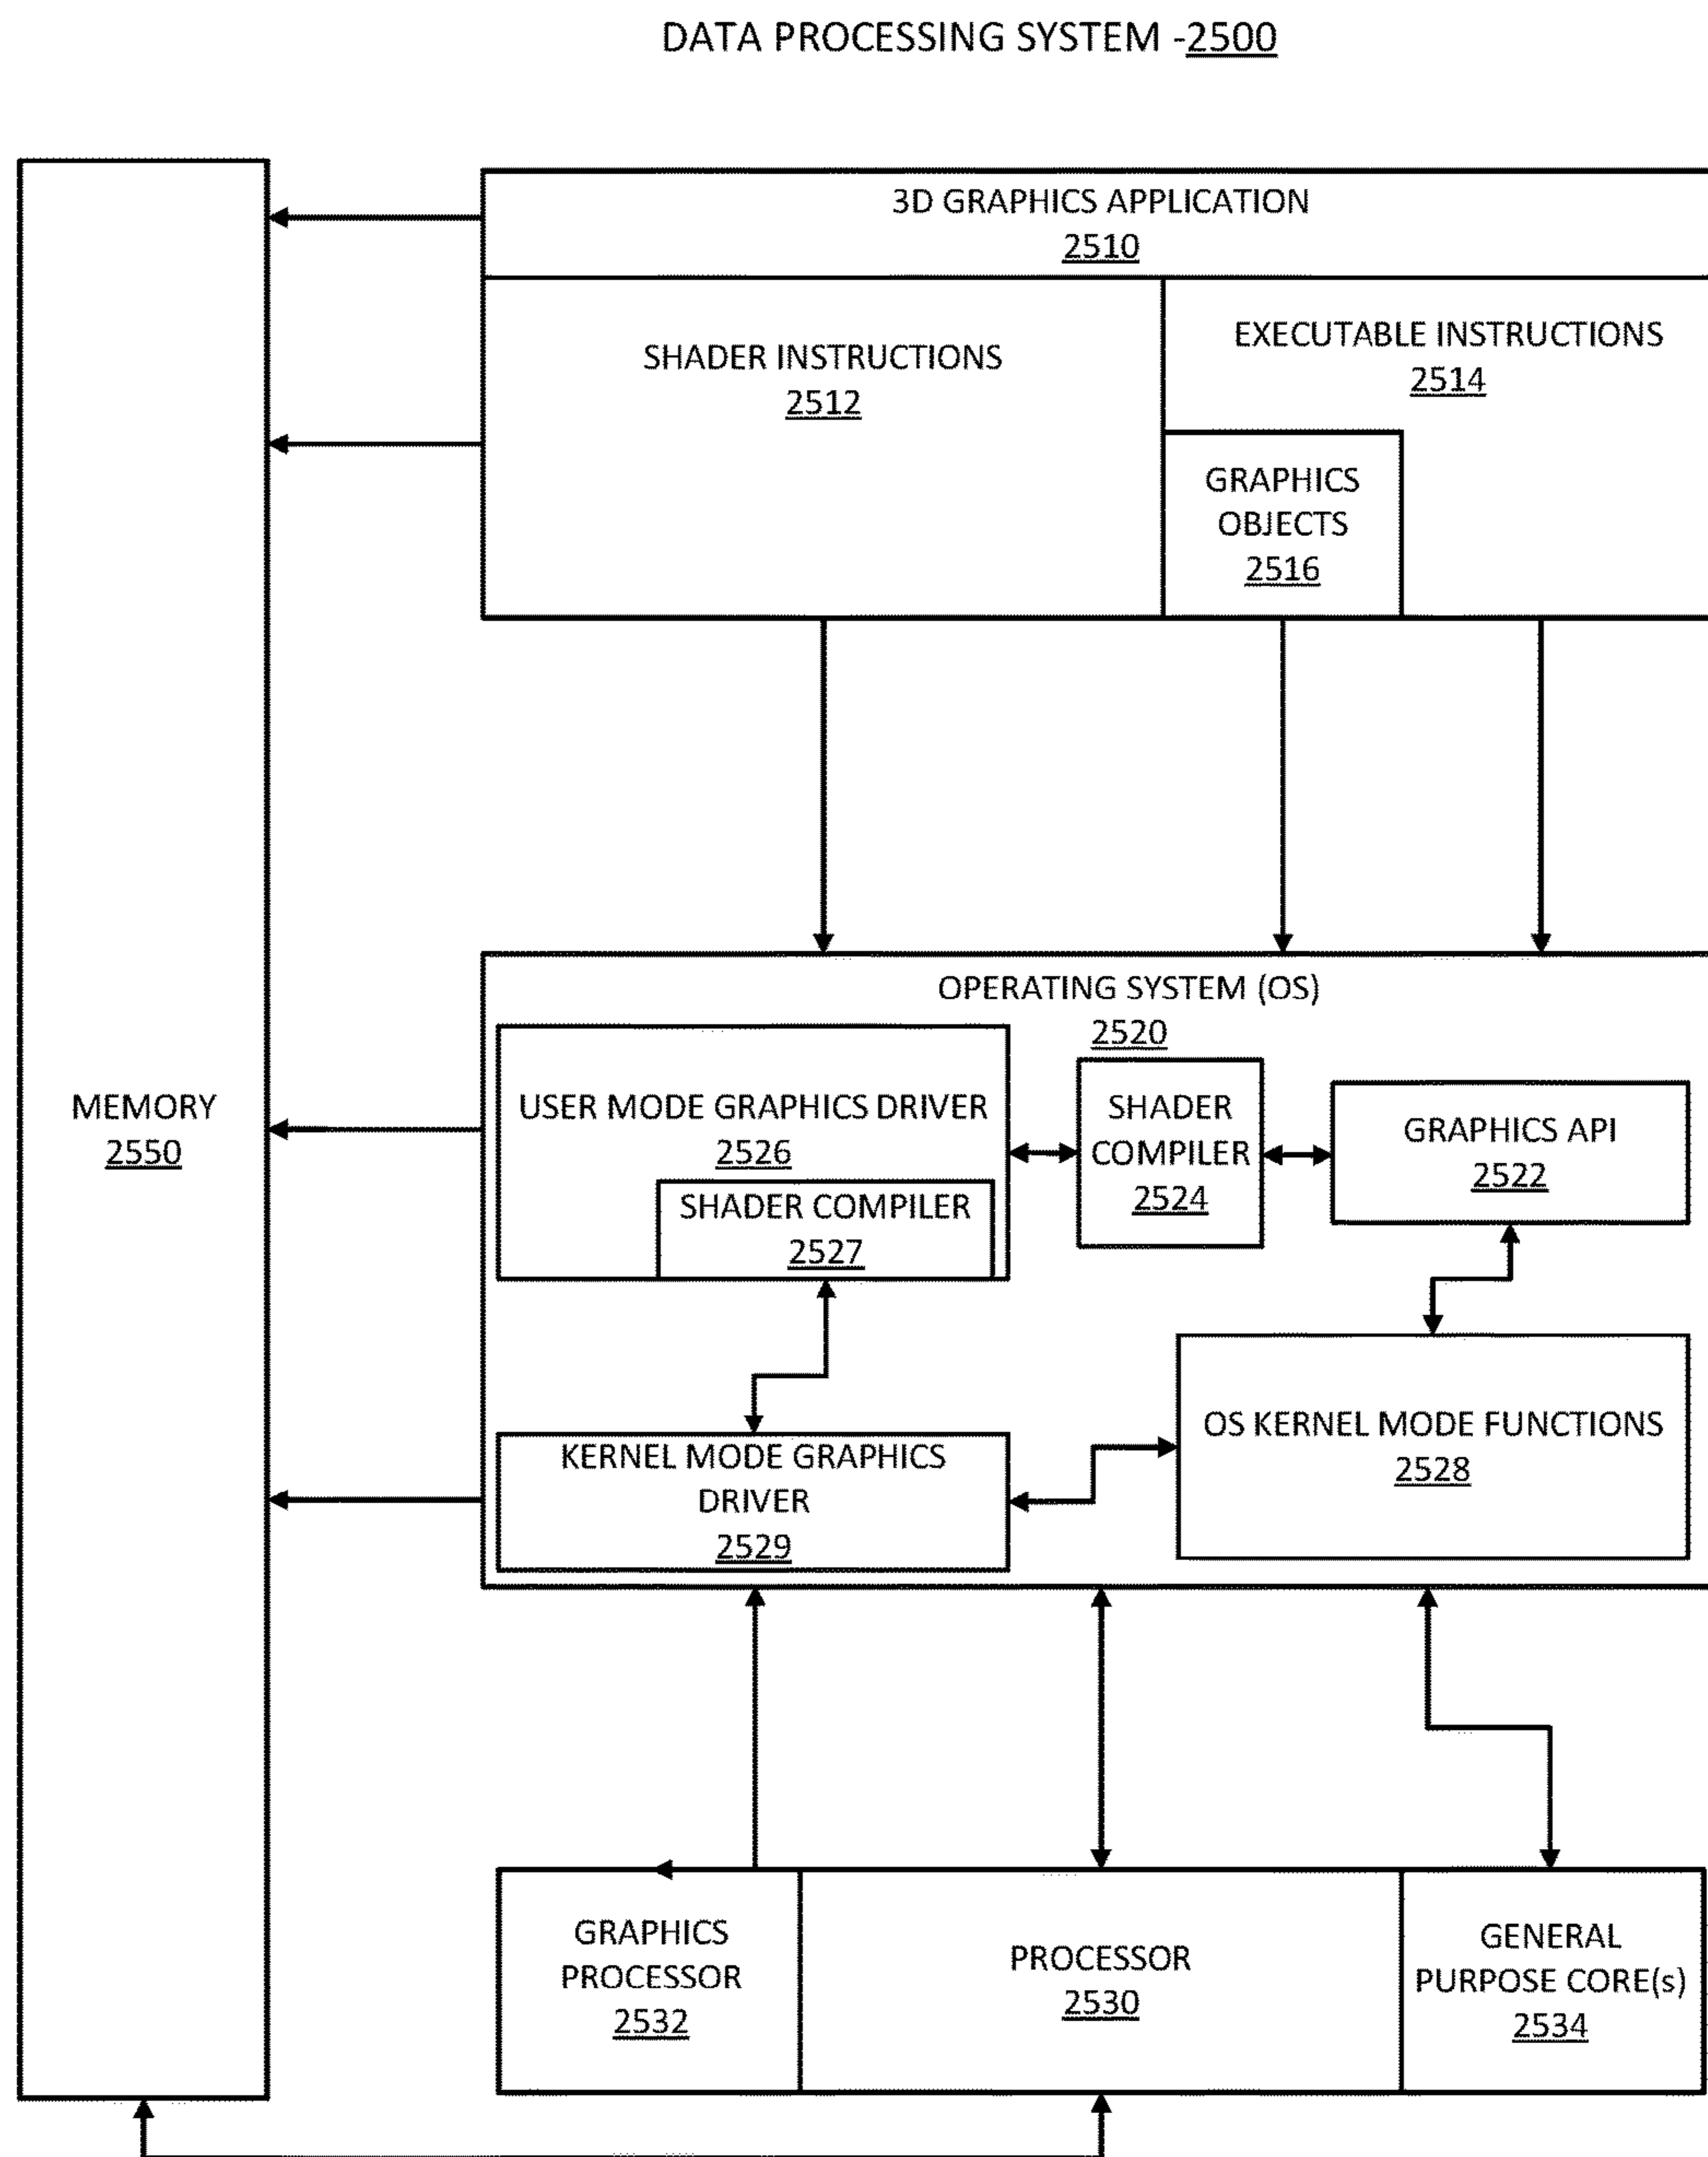 DATA PROCESSING SYSTEM -2500
3D GRAPHICS APPLICATION
2510
SHADER INSTRUCTIONS
2512
EXECUTABLE INSTRUCTIONS
2514
GRAPHICS
OBJECTS
2516
MEMORY
2550
OPERATING SYSTEM (OS)
2520
USER MODE GRAPHICS DRIVER
2526
SHADER COMPILER
2527
SHADER
COMPILER
2524
GRAPHICS API
2522
KERNEL MODE GRAPHICS
DRIVER
2529
OS KERNEL MODE FUNCTIONS
2528
GRAPHICS
PROCESSOR
2532
PROCESSOR
2530
GENERAL
PURPOSE CORE(s)
2534